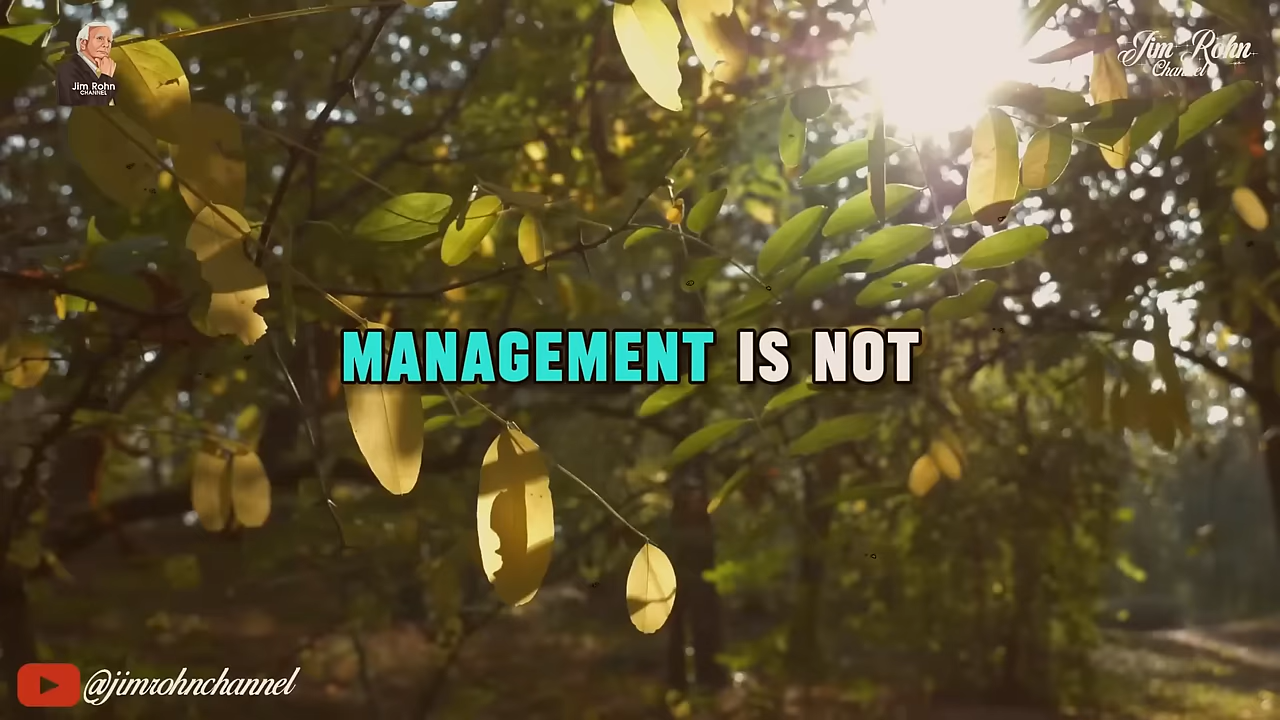 Jim Rohn
CHANNEL
Jim Rohn
Channel
MANAGEMENT IS NOT
@jimrohnchannel